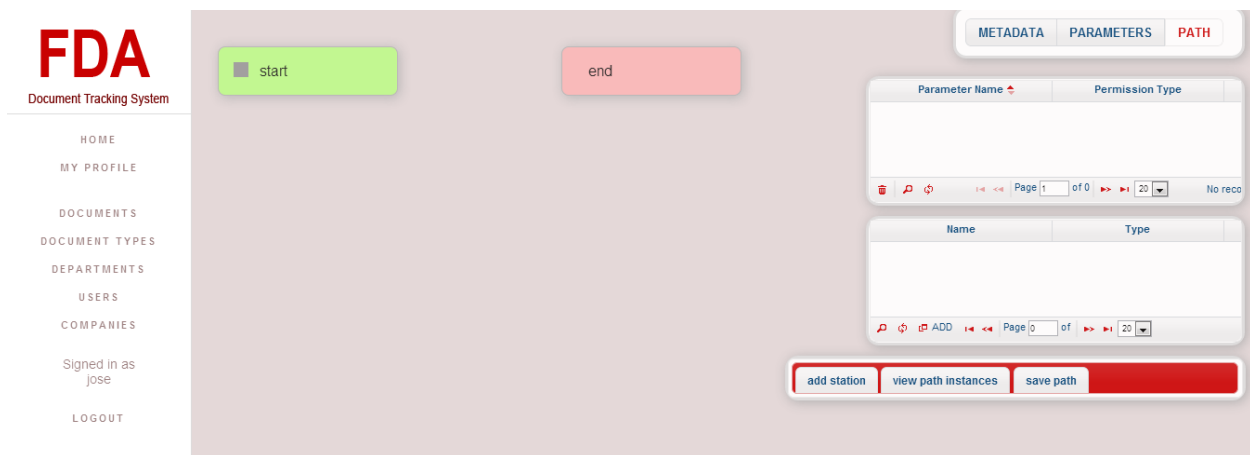 FDA
Document Tracking System
HOME
MY PROFILE
DOCUMENTS
DOCUMENT TYPES
DEPARTMENTS
USERS
COMPANIES
Signed in as
jose
LOGOUT
start
end
METADATA PARAMETERS PATH
Parameter Name Permission Type
Page 1 of 0 20 No reco
Name Type
ADD Page 0 of 20
add station view path instances save path